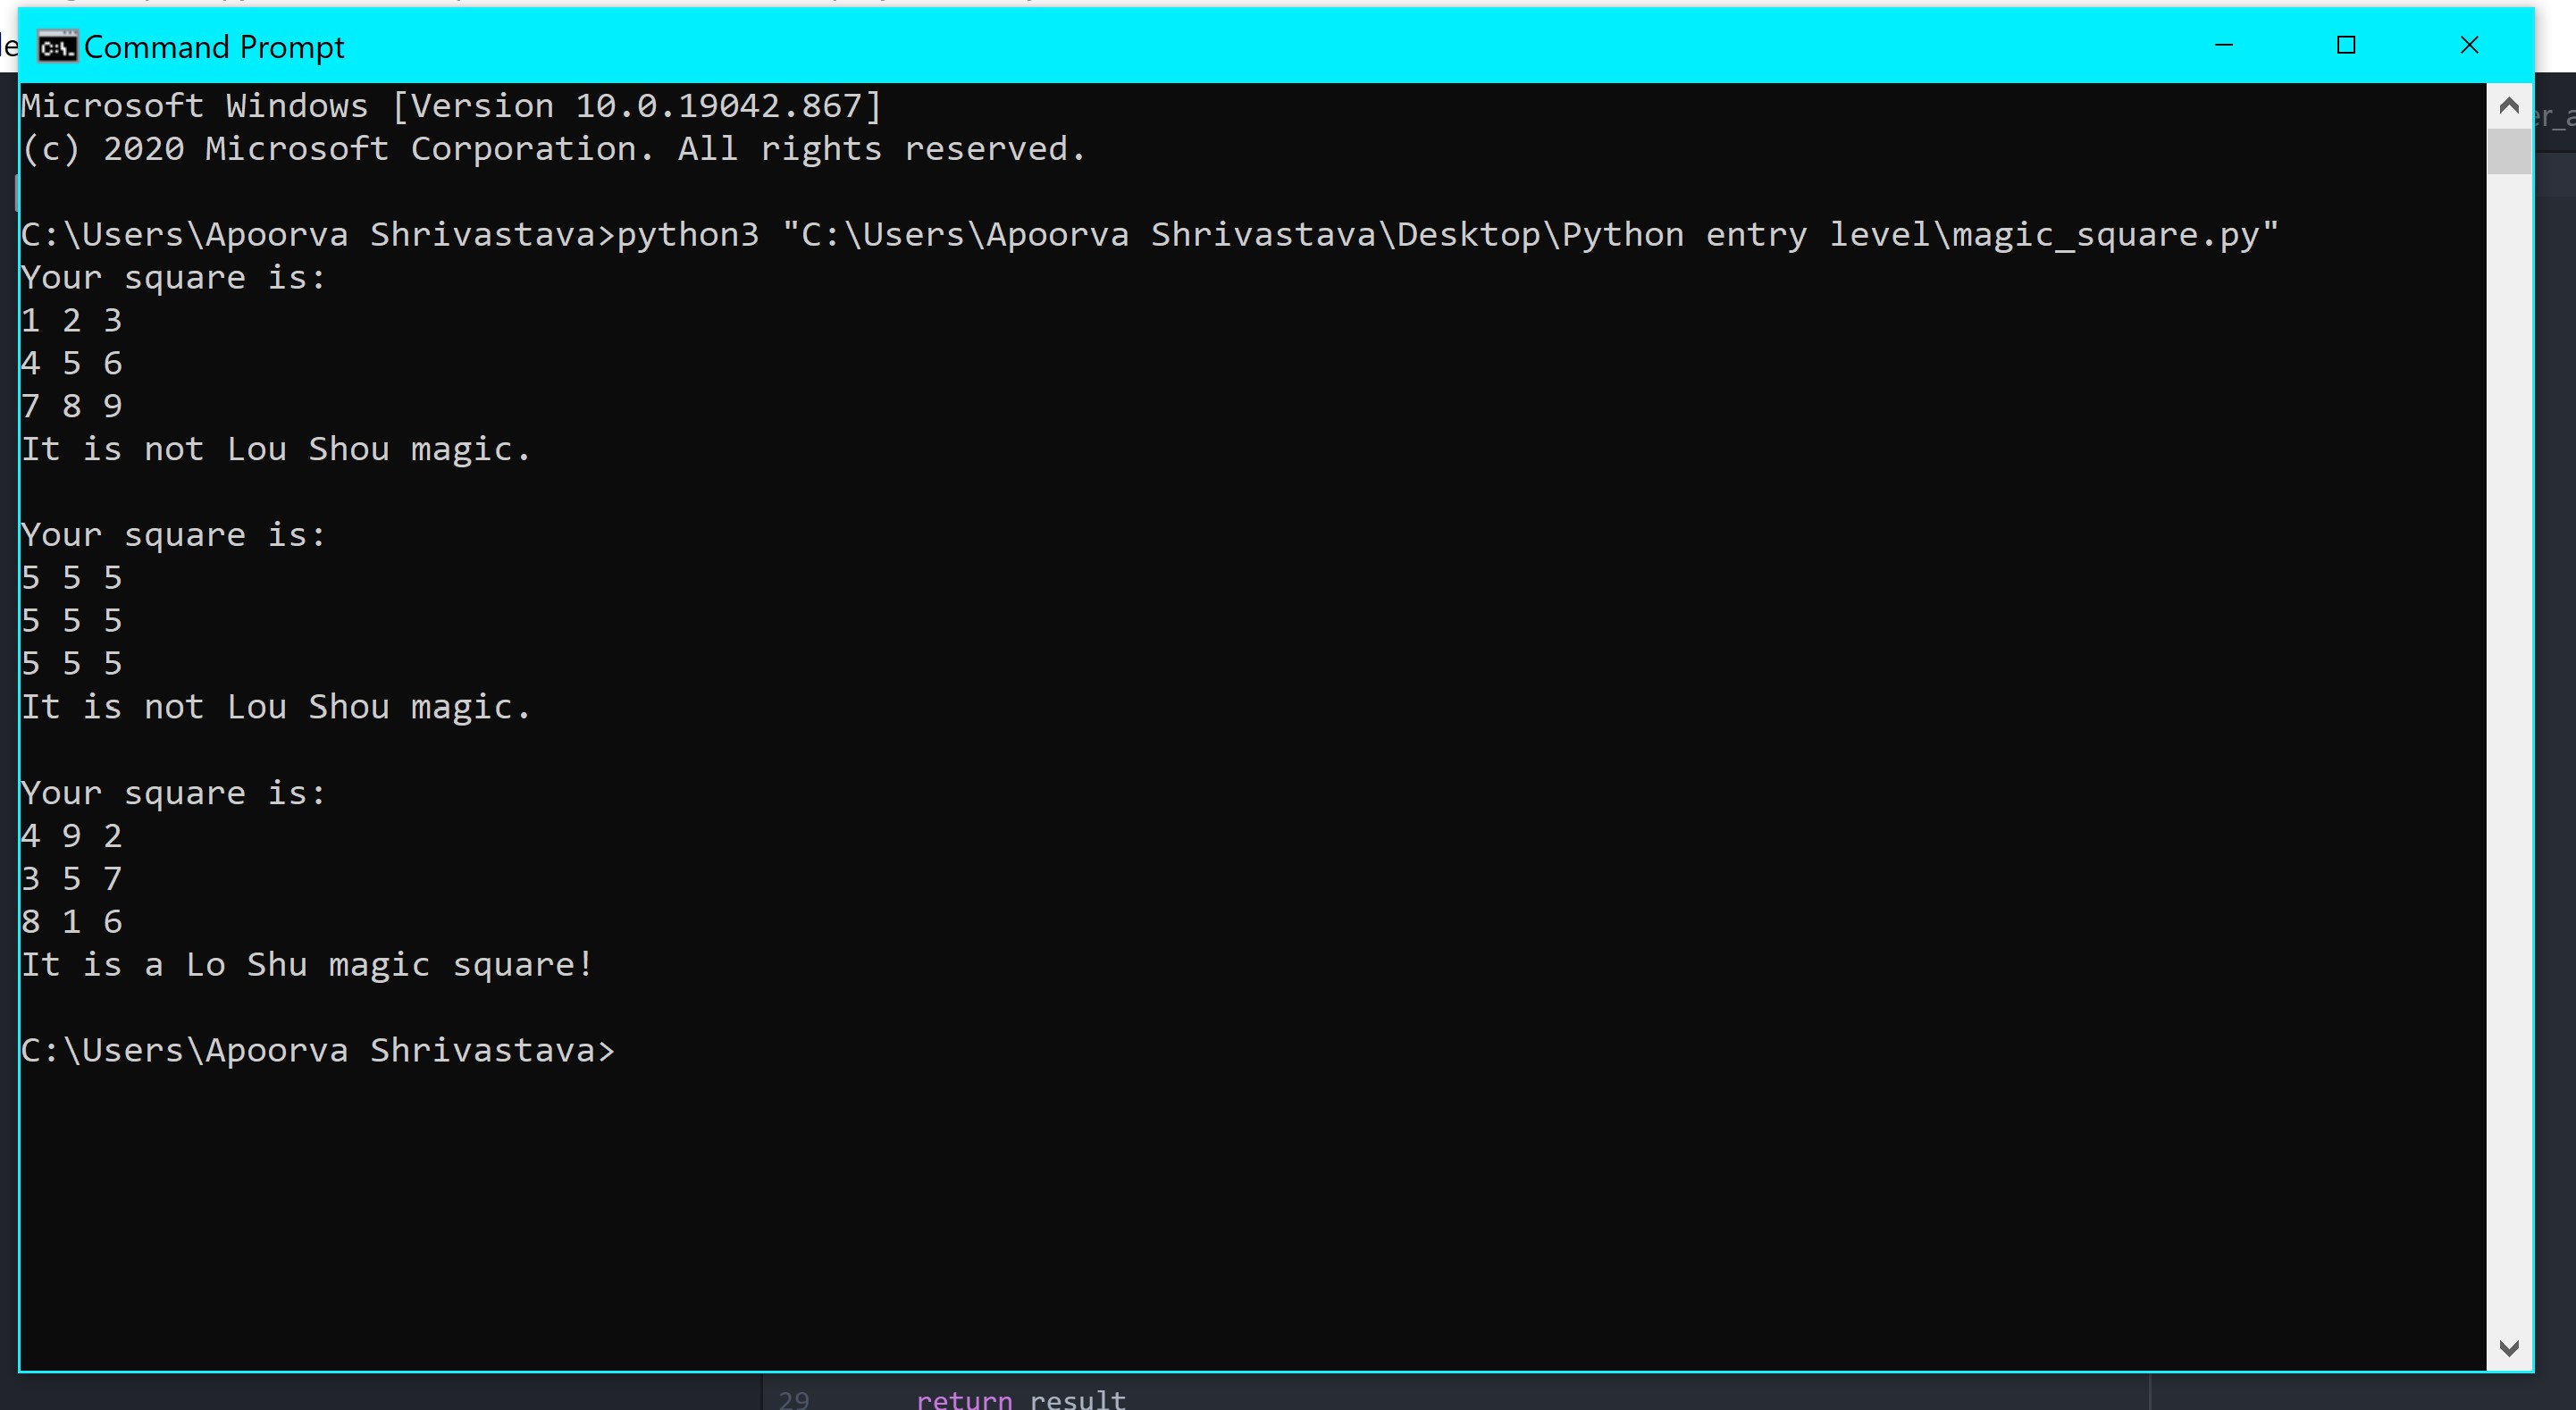 Command Prompt
Microsoft Windows [Version 10.0.19042.867]
(c) 2020 Microsoft Corporation. All rights reserved.
C:\Users\Apoorva Shrivastava>python3 "C:\Users\Apoorva Shrivastava\Desktop\Python entry level\magic_square.py"
Your square is:
1 2 3
4 5 6
7 8 9
It is not Lou Shou magic.
Your square is:
5 5 5
5 5 5
5 5 5
It is not Lou Shou magic.
Your square is:
4 9 2
3 5 7
8 1 6
It is a Lo Shu magic square!
C:\Users\Apoorva Shrivastava>
29 return result